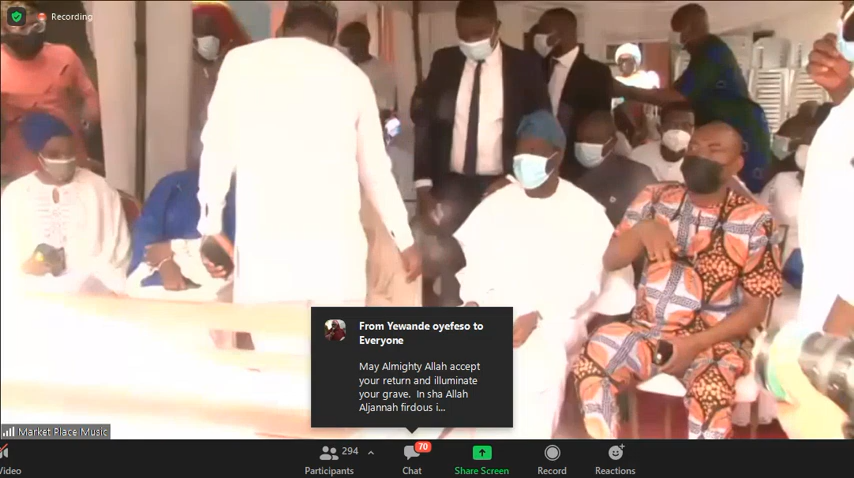 Recording
From Yewande oyefeso to
Everyone
May Almighty Allah accept
your return and illuminate
your grave. In sha Allah
Aljannah firdous i...
Market Place Music
Video
Participants
294
Chat
70
Share Screen
Record
Reactions